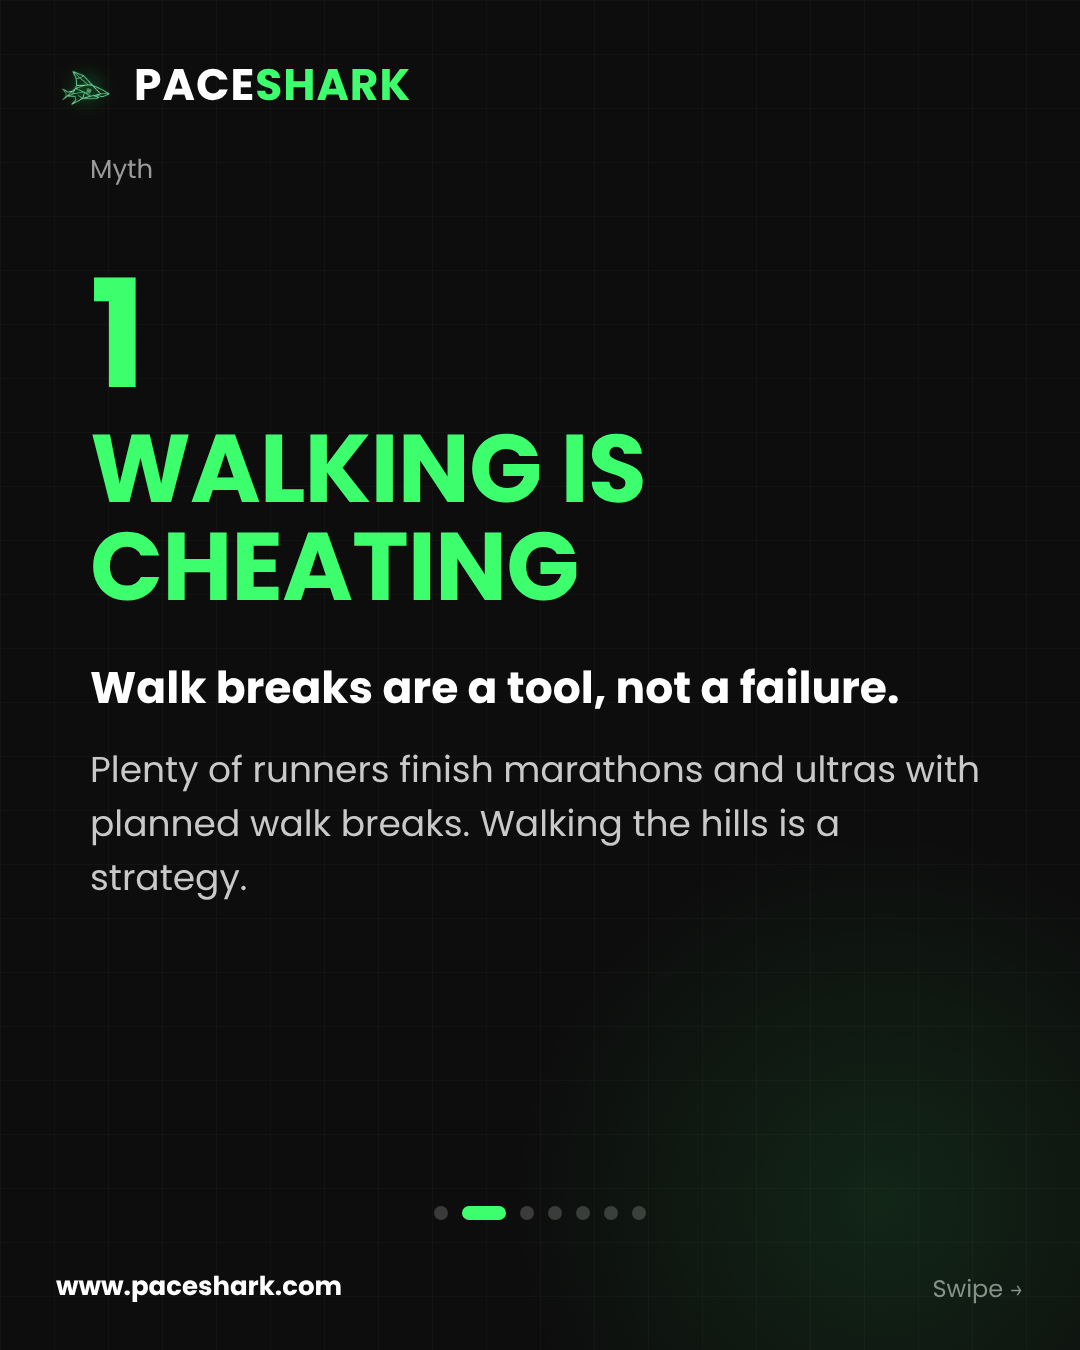 PACESHARK
Myth
1
WALKING IS
CHEATING
Walk breaks are a tool, not a failure.
Plenty of runners finish marathons and ultras with
planned walk breaks. Walking the hills is a
strategy.
www.paceshark.com
Swipe →